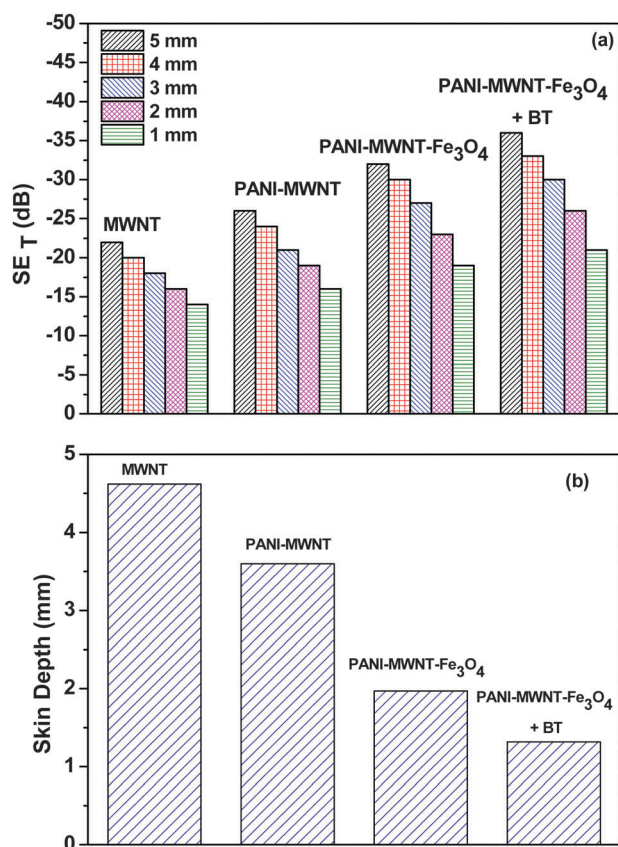 -50
-45
-40
-35
-30
-25
-20
-15
-10
-5
0
SE_T (dB)
5 mm
4 mm
3 mm
2 mm
1 mm
(a)
MWNT
PANI-MWNT
PANI-MWNT-Fe₃O₄
PANI-MWNT-Fe₃O₄
+ BT
5
4
3
2
1
0
Skin Depth (mm)
(b)
MWNT
PANI-MWNT
PANI-MWNT-Fe₃O₄
PANI-MWNT-Fe₃O₄
+ BT